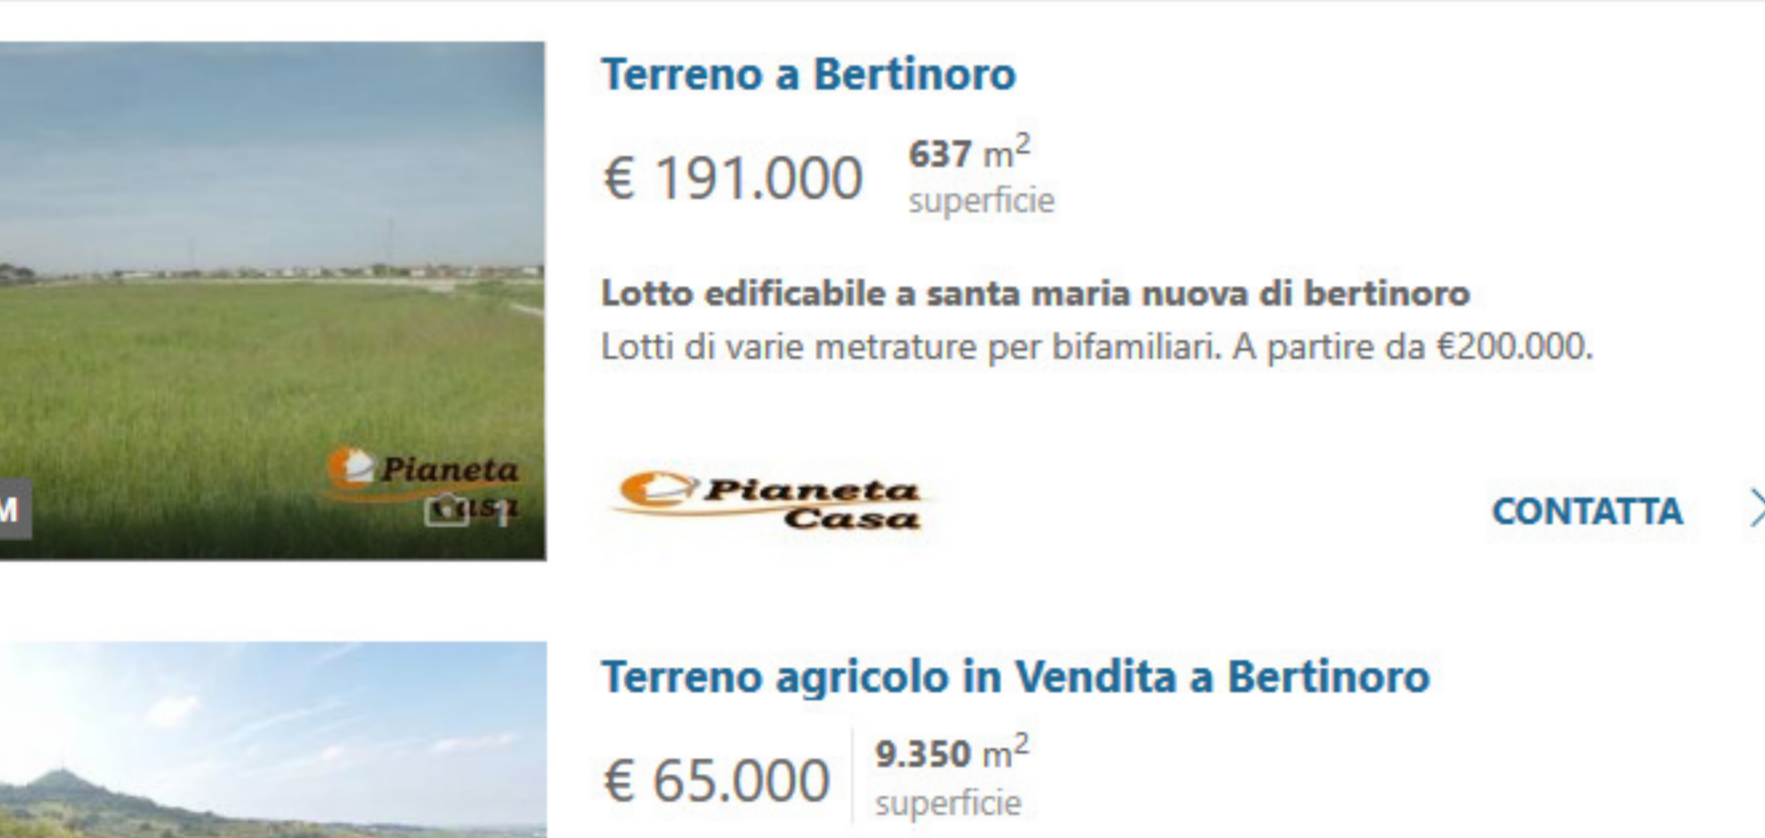 Terreno a Bertinoro
€ 191.000
637 m²
superficie
Lotto edificabile a santa maria nuova di bertinoro
Lotti di varie metrature per bifamiliari. A partire da €200.000.
Pianeta
Casa
1
M
Pianeta
Casa
CONTATTA
Terreno agricolo in Vendita a Bertinoro
€ 65.000
9.350 m²
superficie